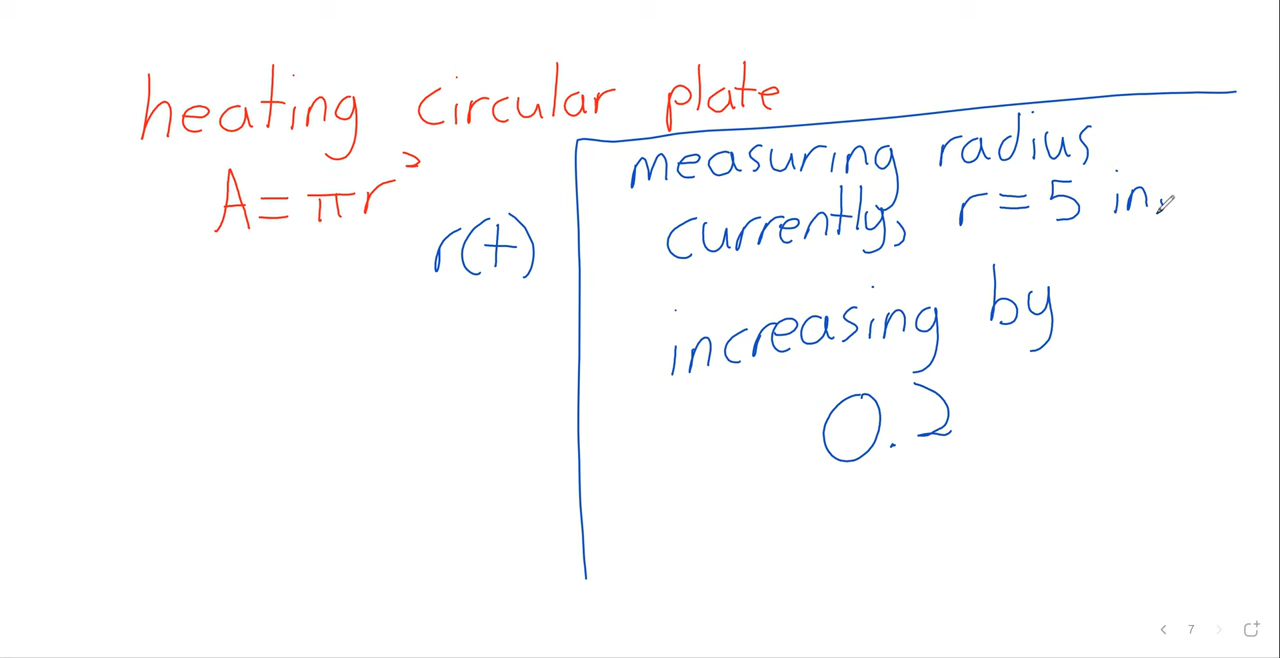 heating circular plate
A = πr²
r(t)
measuring radius
currently, r = 5 in.
increasing by
0.2
7